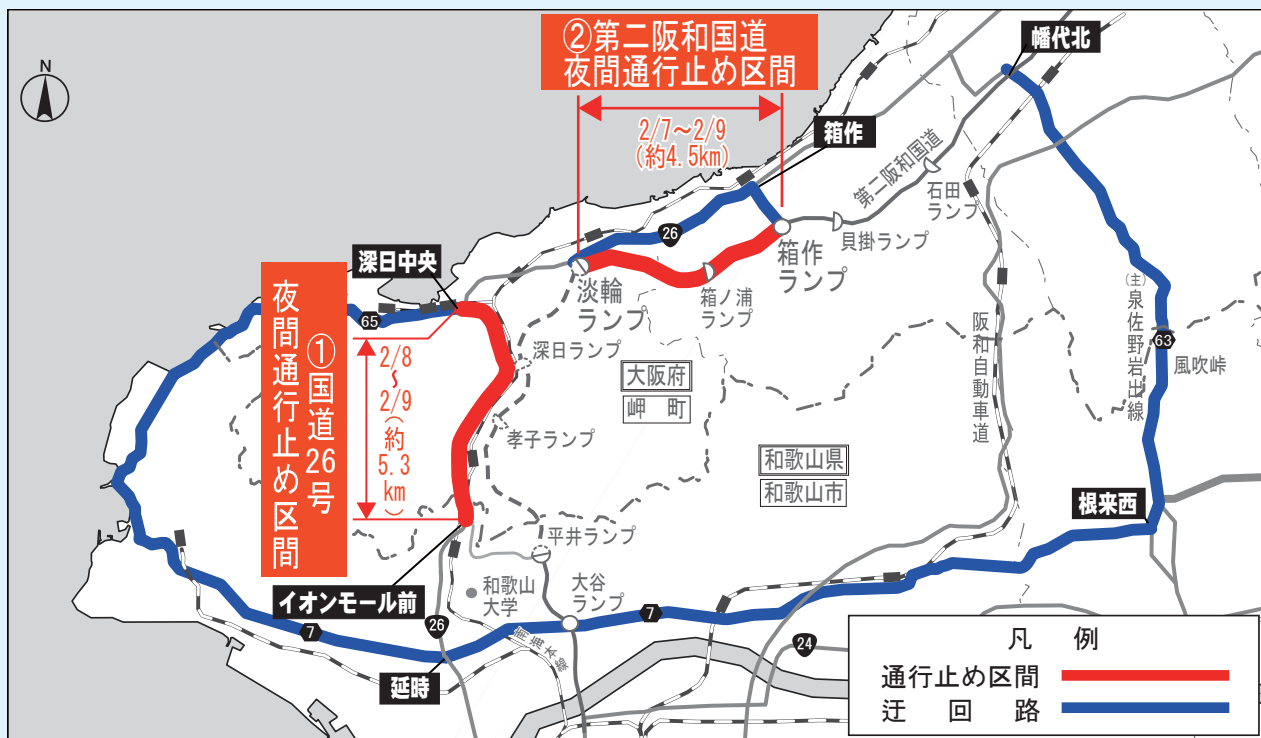 ②第二阪和国道
夜間通行止め区間
幡代北
N
2/7～2/9
(約4.5km)
箱作
第二阪和国道
石田
ランプ
26
貝掛ランプ
箱作
ランプ
深日中央
淡輪
ランプ
箱ノ浦
ランプ
(主)泉佐野岩出線
65
63
風吹峠
①国道26号
夜間通行止め区間
2/8～2/9(約5.3km)
深日ランプ
阪和自動車道
大阪府
岬町
孝子ランプ
和歌山県
和歌山市
根来西
平井ランプ
イオンモール前
和歌山
大学
大谷
ランプ
7
26
7
南海本線
24
延時
凡例
通行止め区間
迂回路